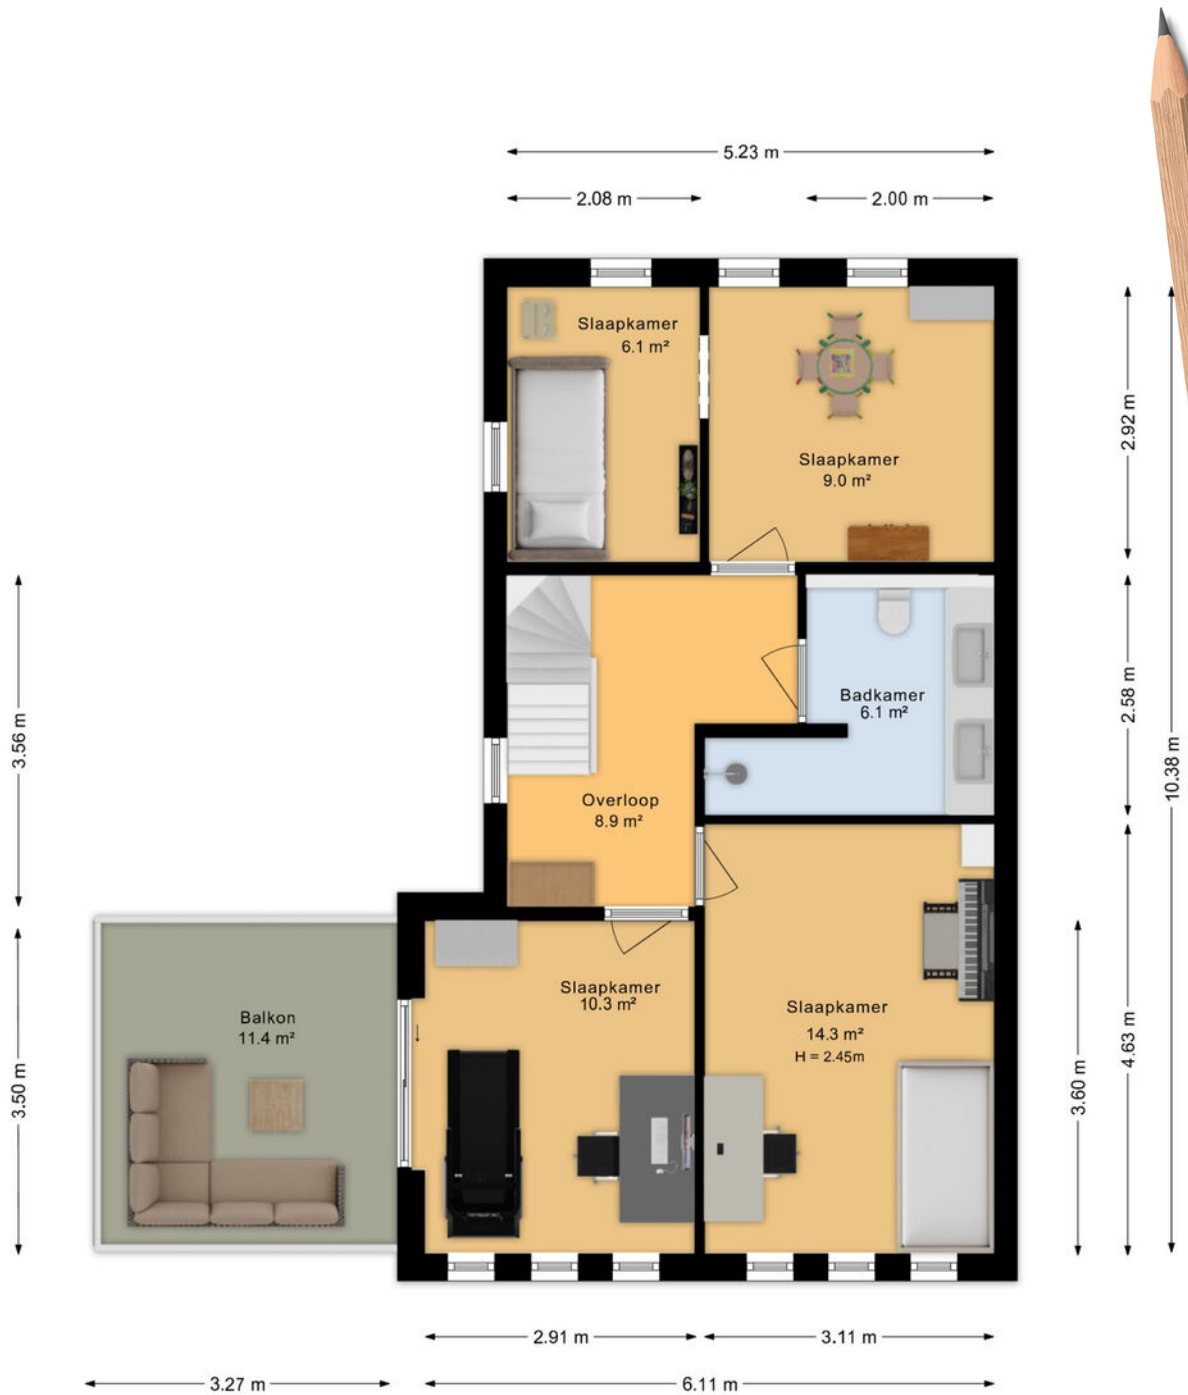 5.23 m
2.08 m
2.00 m
Slaapkamer
6.1 m²
Slaapkamer
9.0 m²
2.92 m
10.38 m
Badkamer
6.1 m²
2.58 m
3.56 m
Overloop
8.9 m²
Slaapkamer
10.3 m²
Slaapkamer
14.3 m²
H = 2.45m
Balkon
11.4 m²
3.50 m
3.60 m
4.63 m
2.91 m
3.11 m
3.27 m
6.11 m